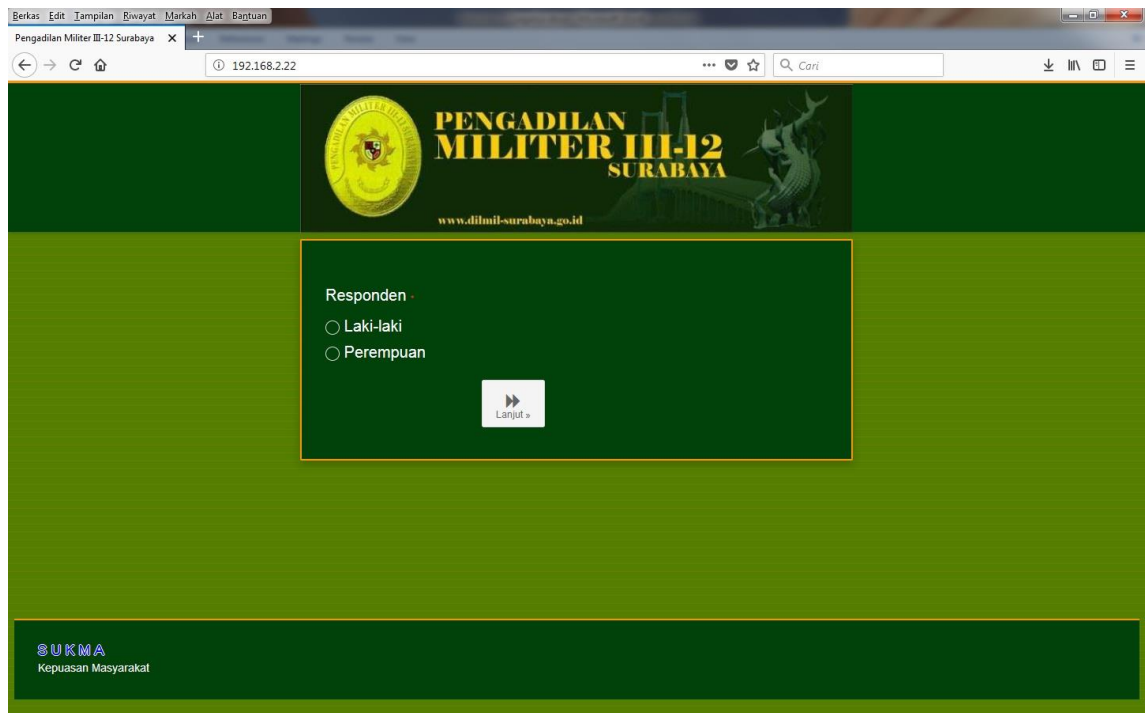 Berkas Edit Tampilan Riwayat Markah Alat Bantuan
Pengadilan Militer III-12 Surabaya
192.168.2.22
Cari
PENGADILAN
MILITER III-12
SURABAYA
www.dilmil-surabaya.go.id
Responden *
Laki-laki
Perempuan
Lanjut »
SUKMA
Kepuasan Masyarakat